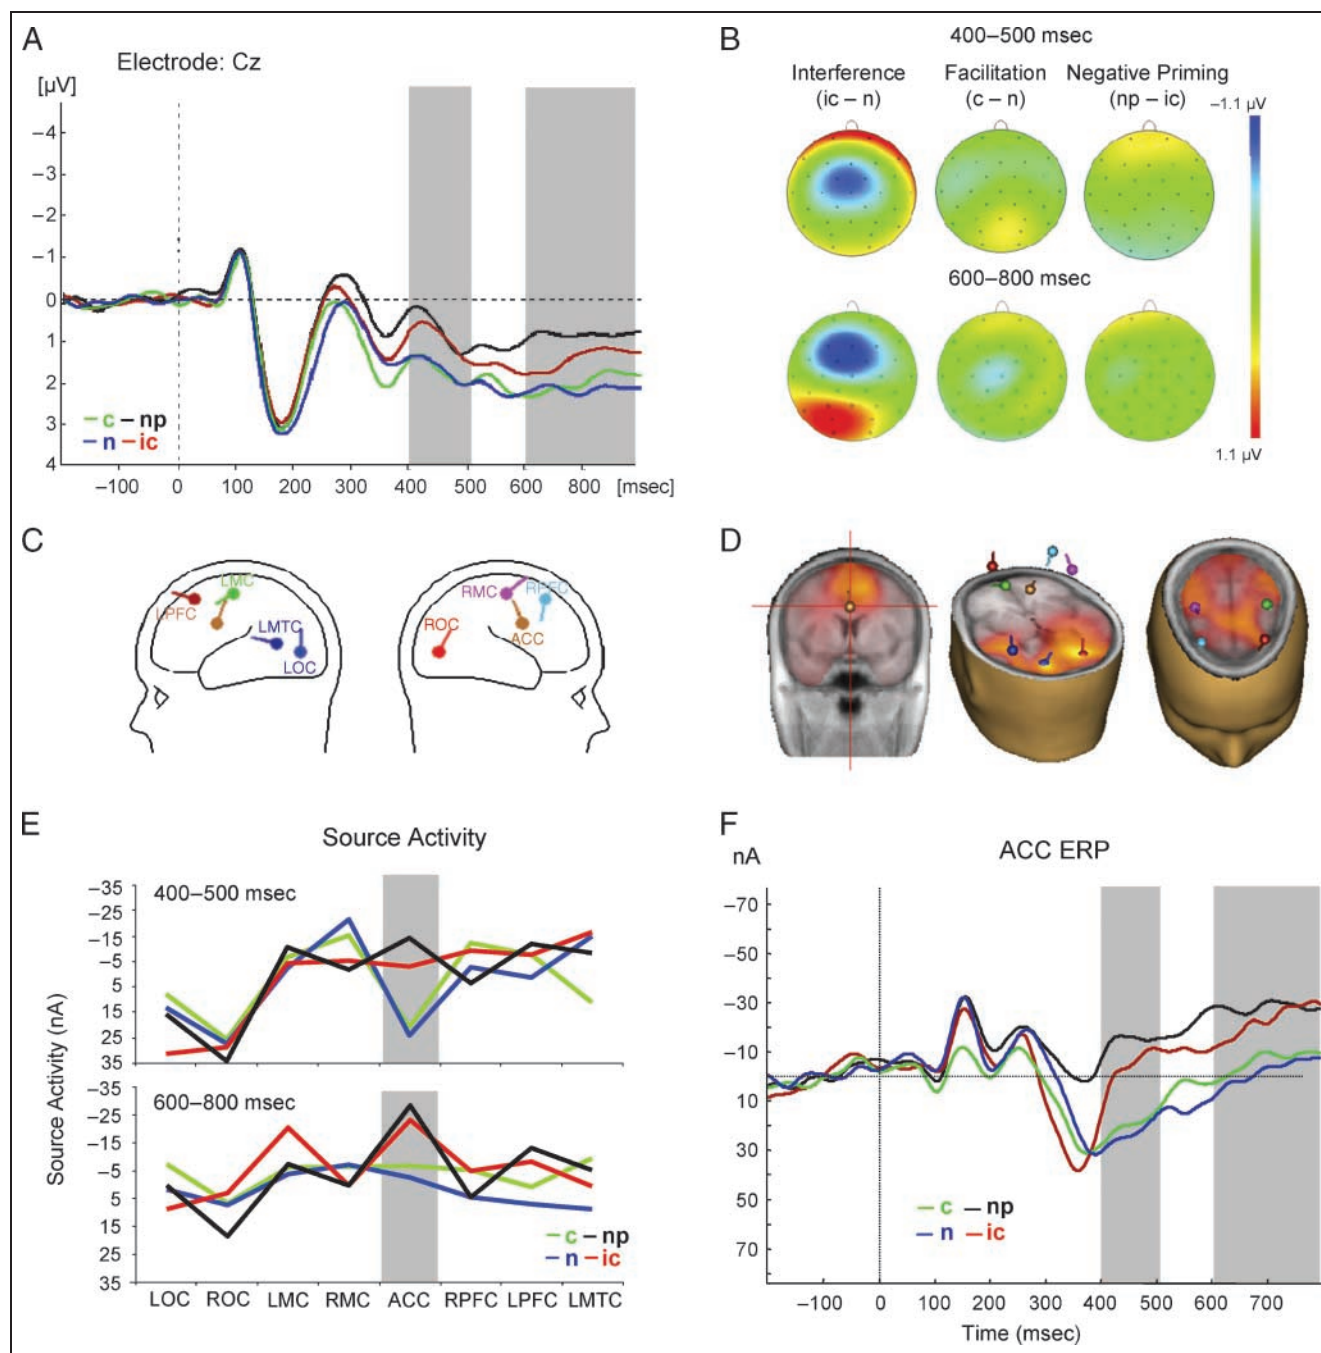 A
Electrode: Cz
[µV]
−4
−3
−2
−1
0
1
2
3
4
c np
n ic
−100 0 100 200 300 400 500 600 800 [msec]
B
400–500 msec
Interference Facilitation Negative Priming
(ic – n) (c – n) (np – ic)
−1.1 µV
600–800 msec
1.1 µV
C
LMC
LPFC
LMTC
LOC
RMC RPFC
ROC
ACC
D
E
Source Activity
400–500 msec
−35
−25
−15
−5
5
15
25
35
600–800 msec
−35
−25
−15
−5
5
15
25
35
Source Activity (nA)
c np
n ic
LOC ROC LMC RMC ACC RPFC LPFC LMTC
F
nA
ACC ERP
−70
−50
−30
−10
10
30
50
70
c np
n ic
−100 0 100 200 300 400 500 600 700
Time (msec)